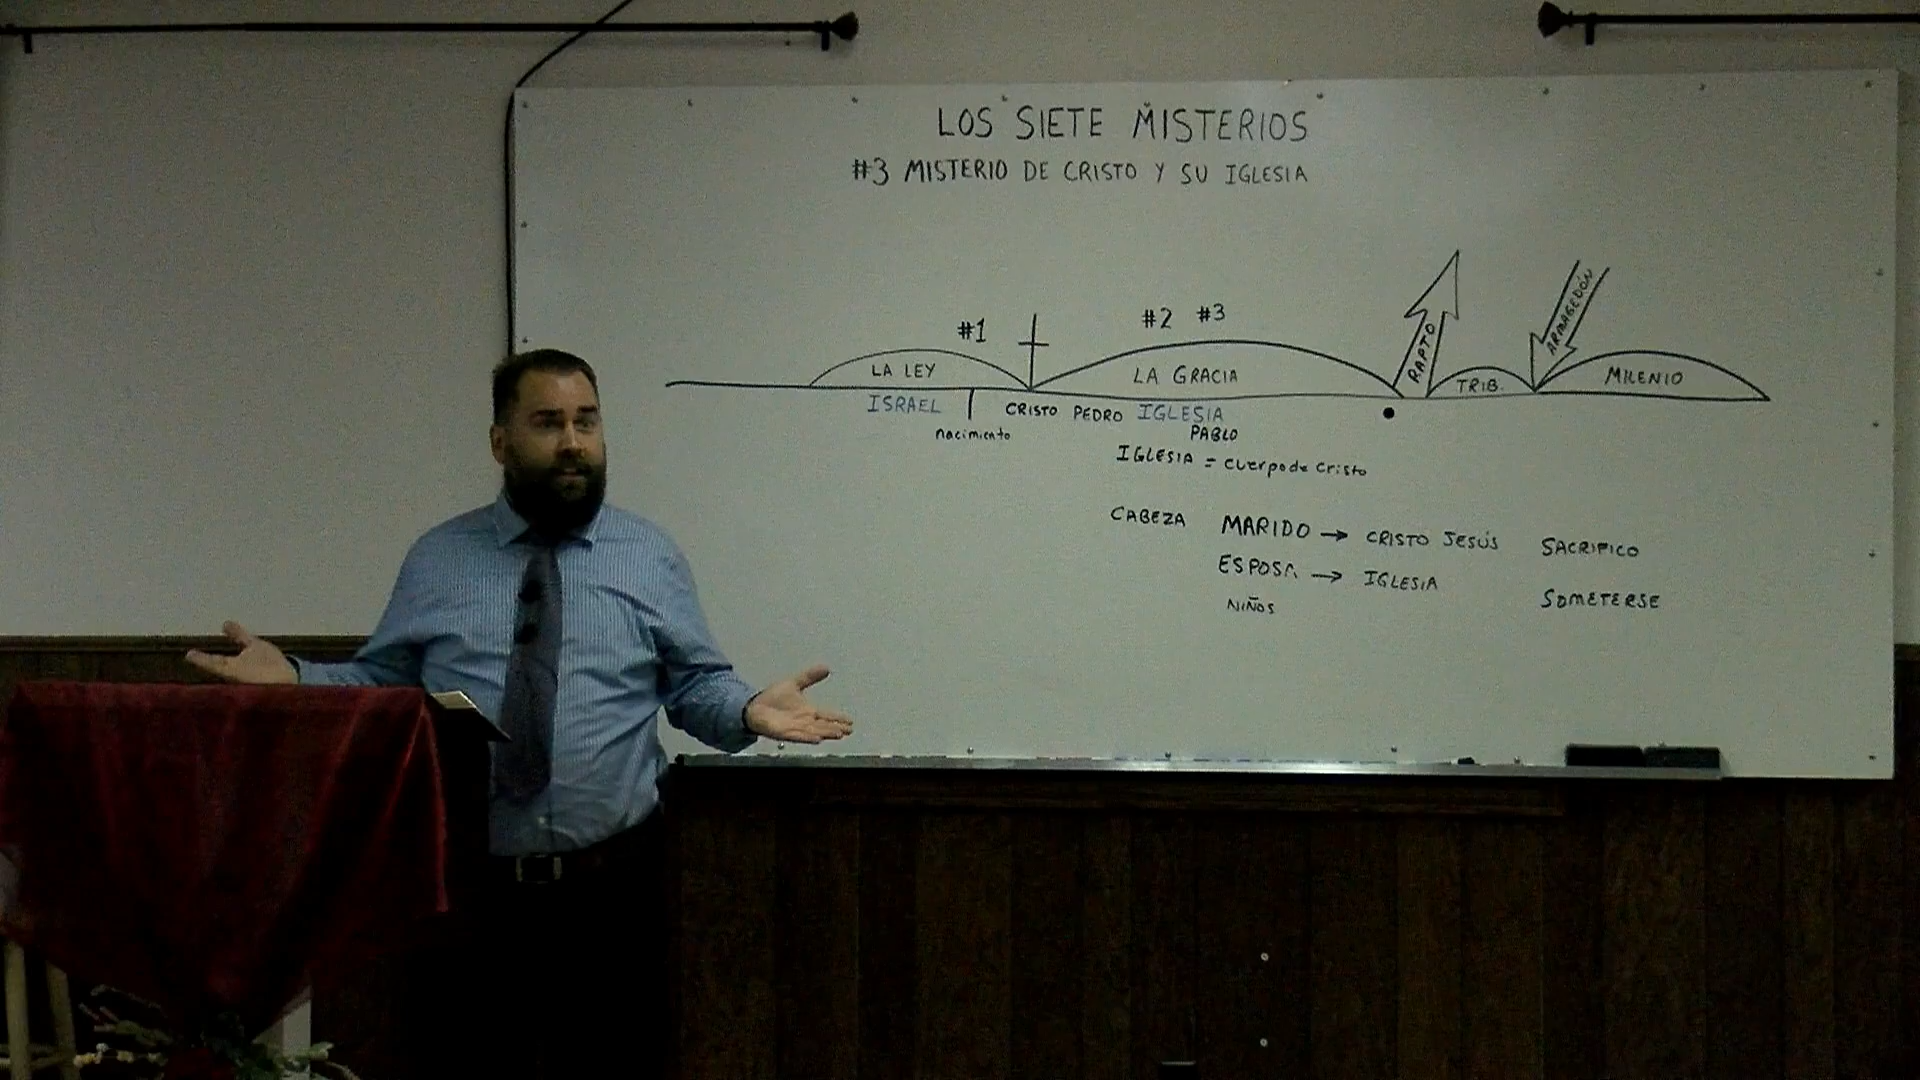 LOS SIETE MISTERIOS
#3 MISTERIO DE CRISTO Y SU IGLESIA
#1
#2 #3
LA LEY
LA GRACIA
RAPTO
TRIB.
ARMAGEDÓN
MILENIO
ISRAEL
CRISTO PEDRO IGLESIA
nacimiento
PABLO
IGLESIA = cuerpo de Cristo
CABEZA MARIDO → CRISTO JESÚS SACRIFICO
ESPOSA → IGLESIA SOMETERSE
NIÑOS